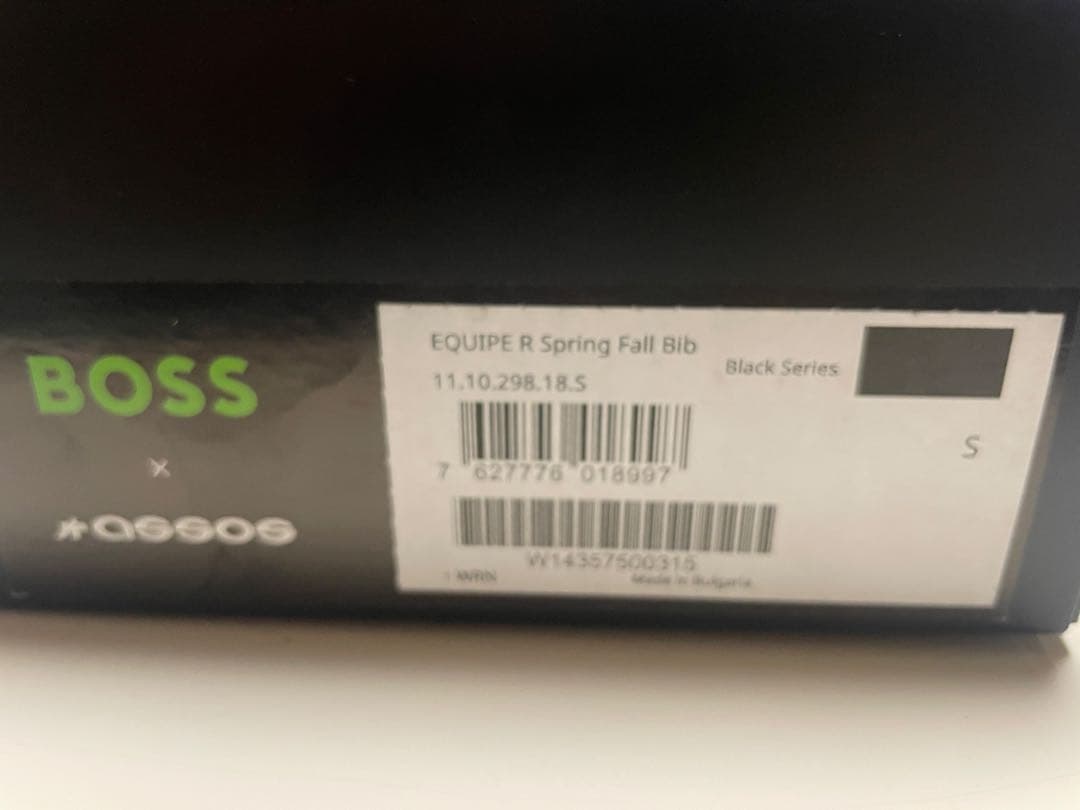 BOSS
x
assos
EQUIPE R Spring Fall Bib
11.10.298.18.S
Black Series
S
7 627776 018997
W14357500315
Made in Bulgaria